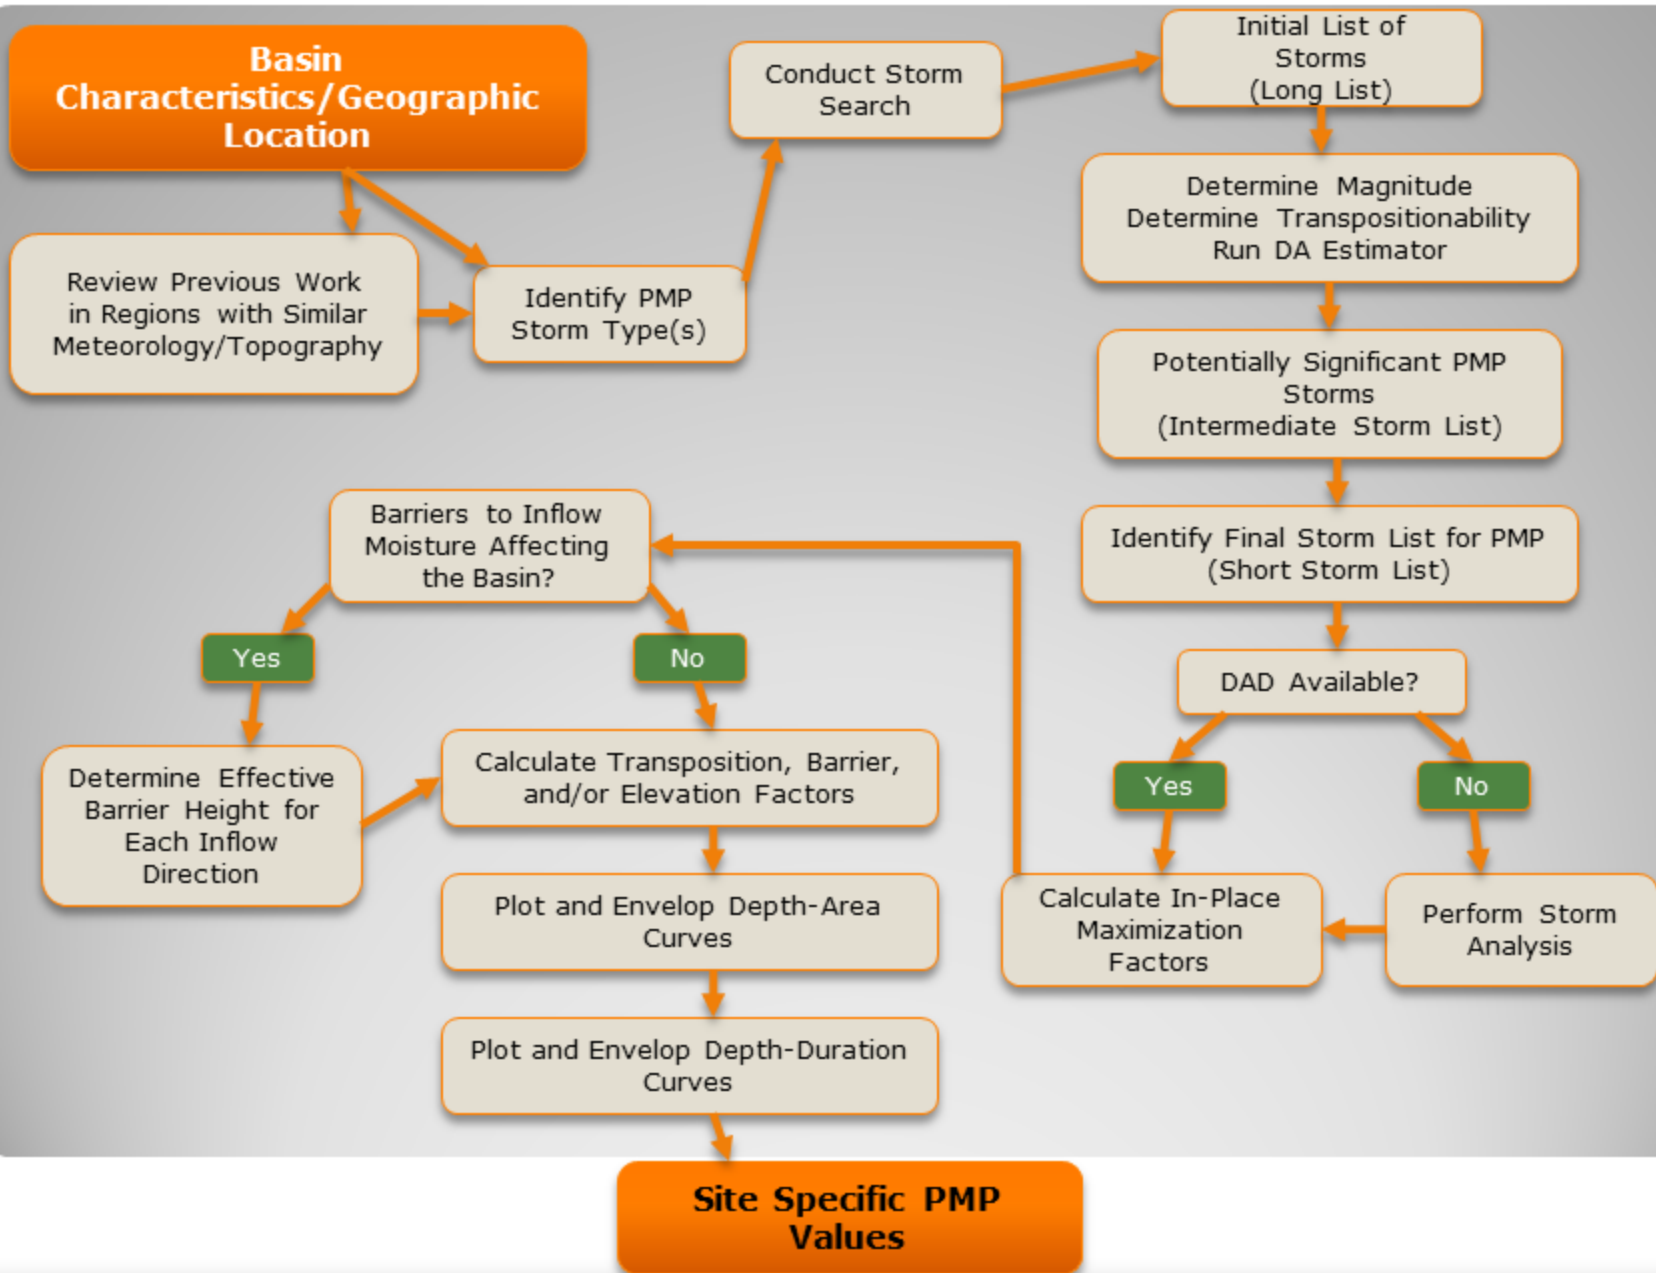 Basin
Characteristics/Geographic
Location
Review Previous Work
in Regions with Similar
Meteorology/Topography
Identify PMP
Storm Type(s)
Conduct Storm
Search
Initial List of
Storms
(Long List)
Determine Magnitude
Determine Transpositionability
Run DA Estimator
Potentially Significant PMP
Storms
(Intermediate Storm List)
Identify Final Storm List for PMP
(Short Storm List)
DAD Available?
Yes
No
Calculate In-Place
Maximization
Factors
Perform Storm
Analysis
Barriers to Inflow
Moisture Affecting
the Basin?
Yes
No
Determine Effective
Barrier Height for
Each Inflow
Direction
Calculate Transposition, Barrier,
and/or Elevation Factors
Plot and Envelop Depth-Area
Curves
Plot and Envelop Depth-Duration
Curves
Site Specific PMP
Values